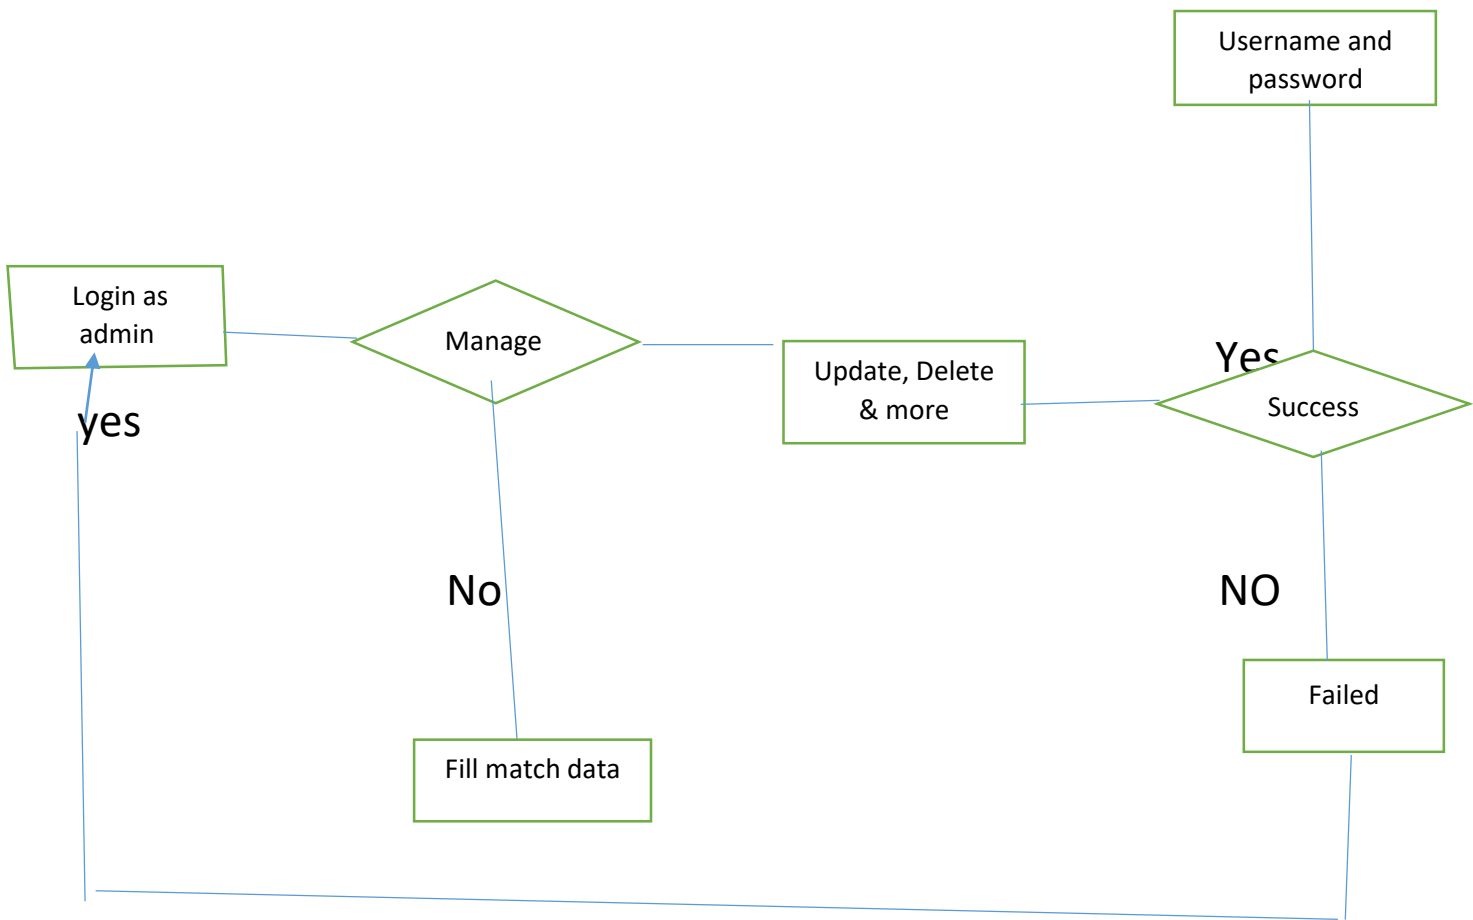 Username and
password
Login as
admin
Manage
Update, Delete
& more
Yes
Success
yes
No
NO
Failed
Fill match data